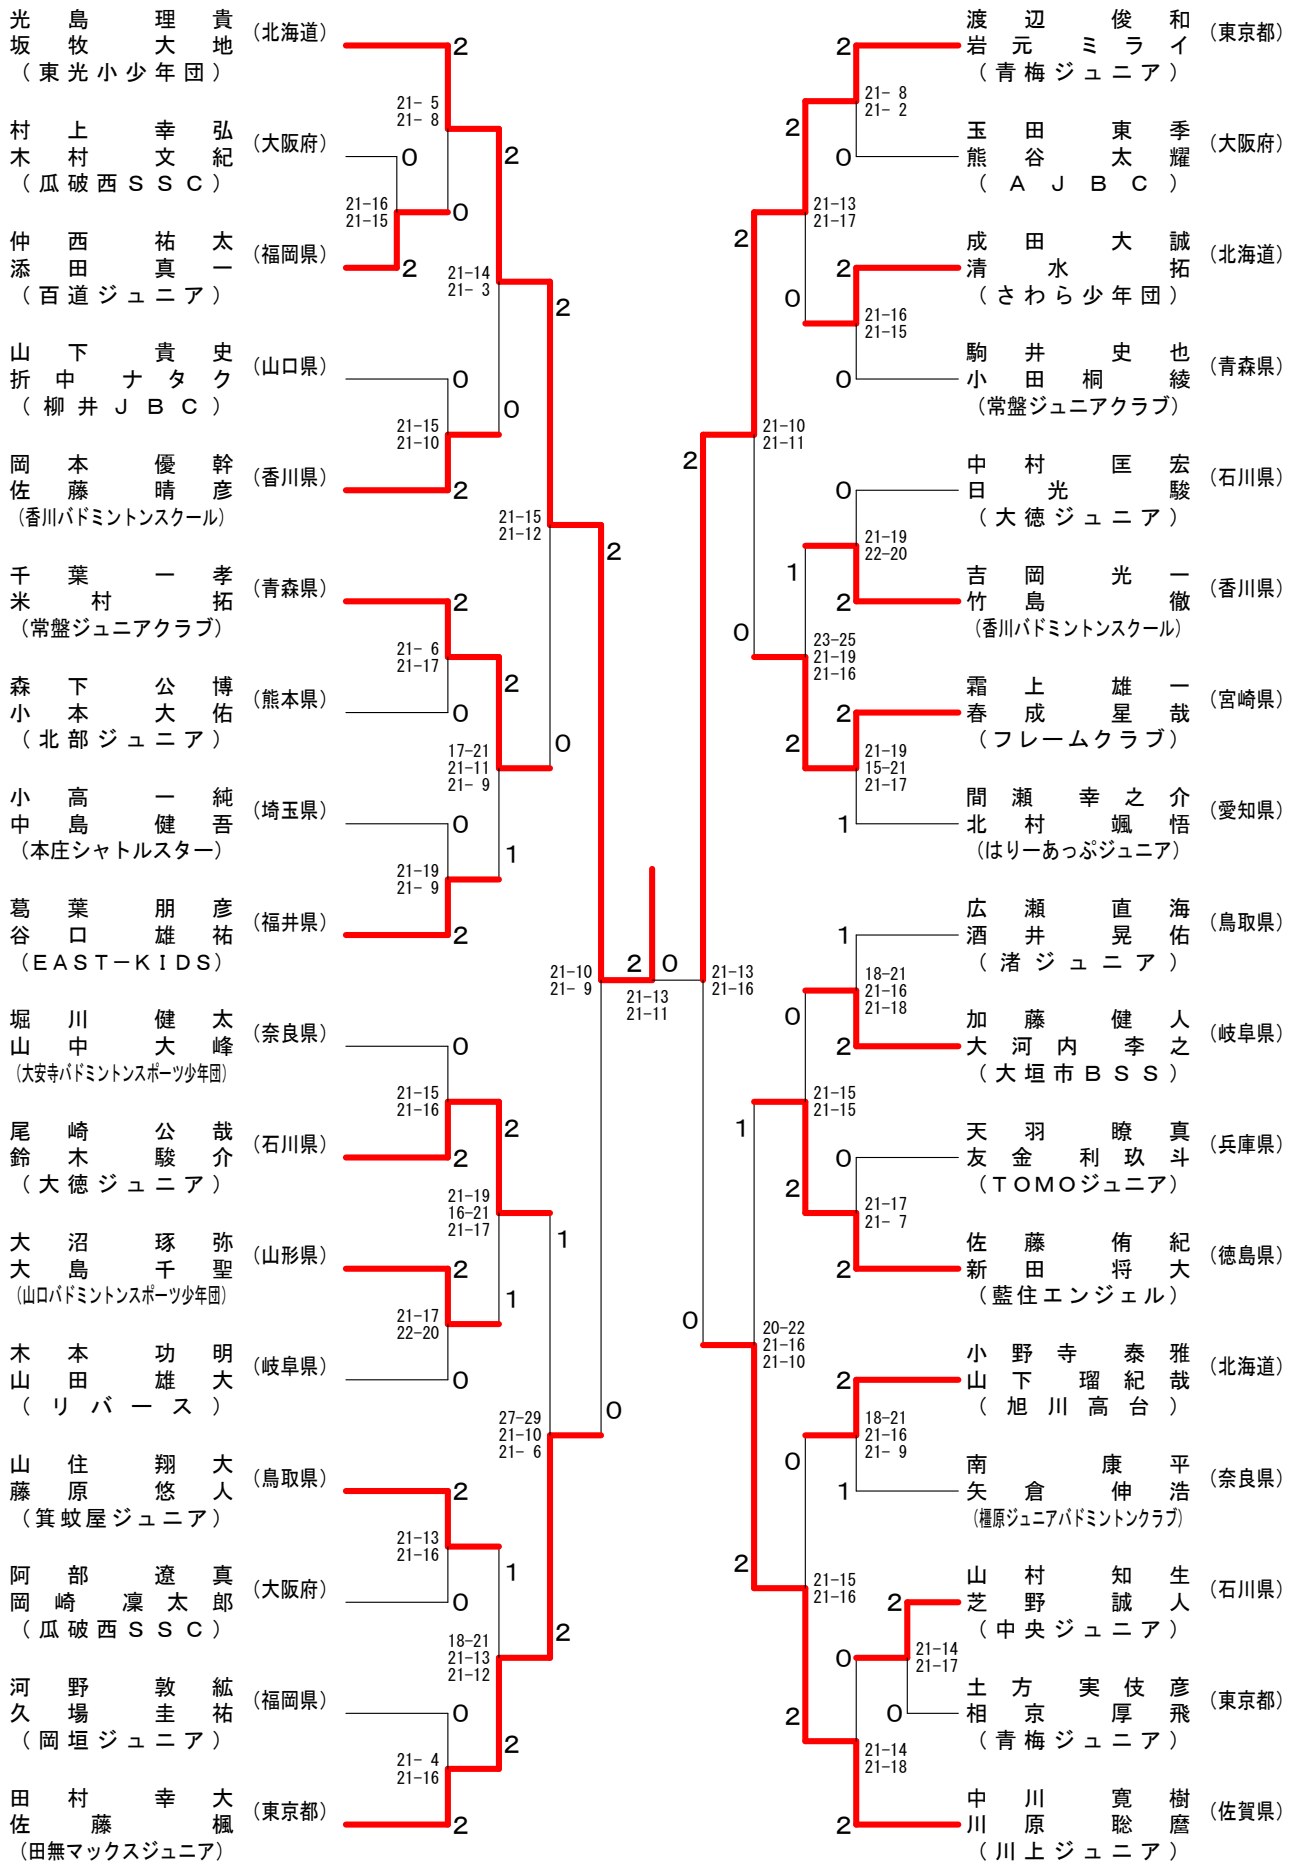 光島理貴
坂牧大地
(東光小少年団)
(北海道)
2
21- 5
21- 8
村上幸弘
木村文紀
(瓜破西SSC)
(大阪府)
0
2
21-16
21-15
0
仲西祐太
添田真一
(百道ジュニア)
(福岡県)
2
21-14
21- 3
2
山下貴史
折中ナタク
(柳井JBC)
(山口県)
0
0
21-15
21-10
岡本優幹
佐藤晴彦
(香川バドミントンスクール)
(香川県)
2
21-15
21-12
2
千葉一孝
米村拓
(常盤ジュニアクラブ)
(青森県)
2
21- 6
21-17
2
森下公博
小本大佑
(北部ジュニア)
(熊本県)
0
0
17-21
21-11
21- 9
小高一純
中島健吾
(本庄シャトルスター)
(埼玉県)
0
1
21-19
21- 9
葛葉朋彦
谷口雄祐
(EAST-KIDS)
(福井県)
2
21-10
21- 9
2
0
21-13
21-11
堀川健太
山中大峰
(大安寺バドミントンスポーツ少年団)
(奈良県)
0
21-15
21-16
2
尾崎公哉
鈴木駿介
(大徳ジュニア)
(石川県)
2
21-19
16-21
21-17
1
大沼琢弥
大島千聖
(山口バドミントンスポーツ少年団)
(山形県)
2
1
21-17
22-20
木本功明
山田雄大
(リバース)
(岐阜県)
0
0
27-29
21-10
21- 6
山住翔大
藤原悠人
(箕蚊屋ジュニア)
(鳥取県)
2
21-13
21-16
1
阿部遼真
岡崎凜太郎
(瓜破西SSC)
(大阪府)
0
2
18-21
21-13
21-12
河野敦紘
久場圭祐
(岡垣ジュニア)
(福岡県)
0
2
21- 4
21-16
田村幸大
佐藤楓
(田無マックスジュニア)
(東京都)
2
渡辺俊和
岩元ミライ
(青梅ジュニア)
(東京都)
2
21- 8
21- 2
2
玉田東季
熊谷太耀
(AJBC)
(大阪府)
0
21-13
21-17
2
成田大誠
清水拓
(さわら少年団)
(北海道)
2
0
21-16
21-15
駒井史也
小田桐綾
(常盤ジュニアクラブ)
(青森県)
0
21-10
21-11
2
中村匡宏
日光駿
(大徳ジュニア)
(石川県)
0
21-19
22-20
1
吉岡光一
竹島徹
(香川バドミントンスクール)
(香川県)
2
0
23-25
21-19
21-16
霜上雄一
春成星哉
(フレームクラブ)
(宮崎県)
2
2
21-19
15-21
21-17
間瀬幸之介
北村颯悟
(はりーあっぷジュニア)
(愛知県)
1
21-13
21-16
広瀬直海
酒井晃佑
(渚ジュニア)
(鳥取県)
1
18-21
21-16
21-18
0
加藤健人
大河内李之
(大垣市BSS)
(岐阜県)
2
21-15
21-15
1
天羽瞭真
友金利玖斗
(TOMOジュニア)
(兵庫県)
0
2
21-17
21- 7
佐藤侑紀
新田将大
(藍住エンジェル)
(徳島県)
2
0
20-22
21-16
21-10
小野寺泰雅
山下瑠紀哉
(旭川高台)
(北海道)
2
18-21
21-16
21- 9
0
南康平
矢倉伸浩
(橿原ジュニアバドミントンクラブ)
(奈良県)
1
2
21-15
21-16
山村知生
芝野誠人
(中央ジュニア)
(石川県)
2
0
21-14
21-17
土方実伎彦
相京厚飛
(青梅ジュニア)
(東京都)
0
2
21-14
21-18
中川寛樹
川原聡麿
(川上ジュニア)
(佐賀県)
2